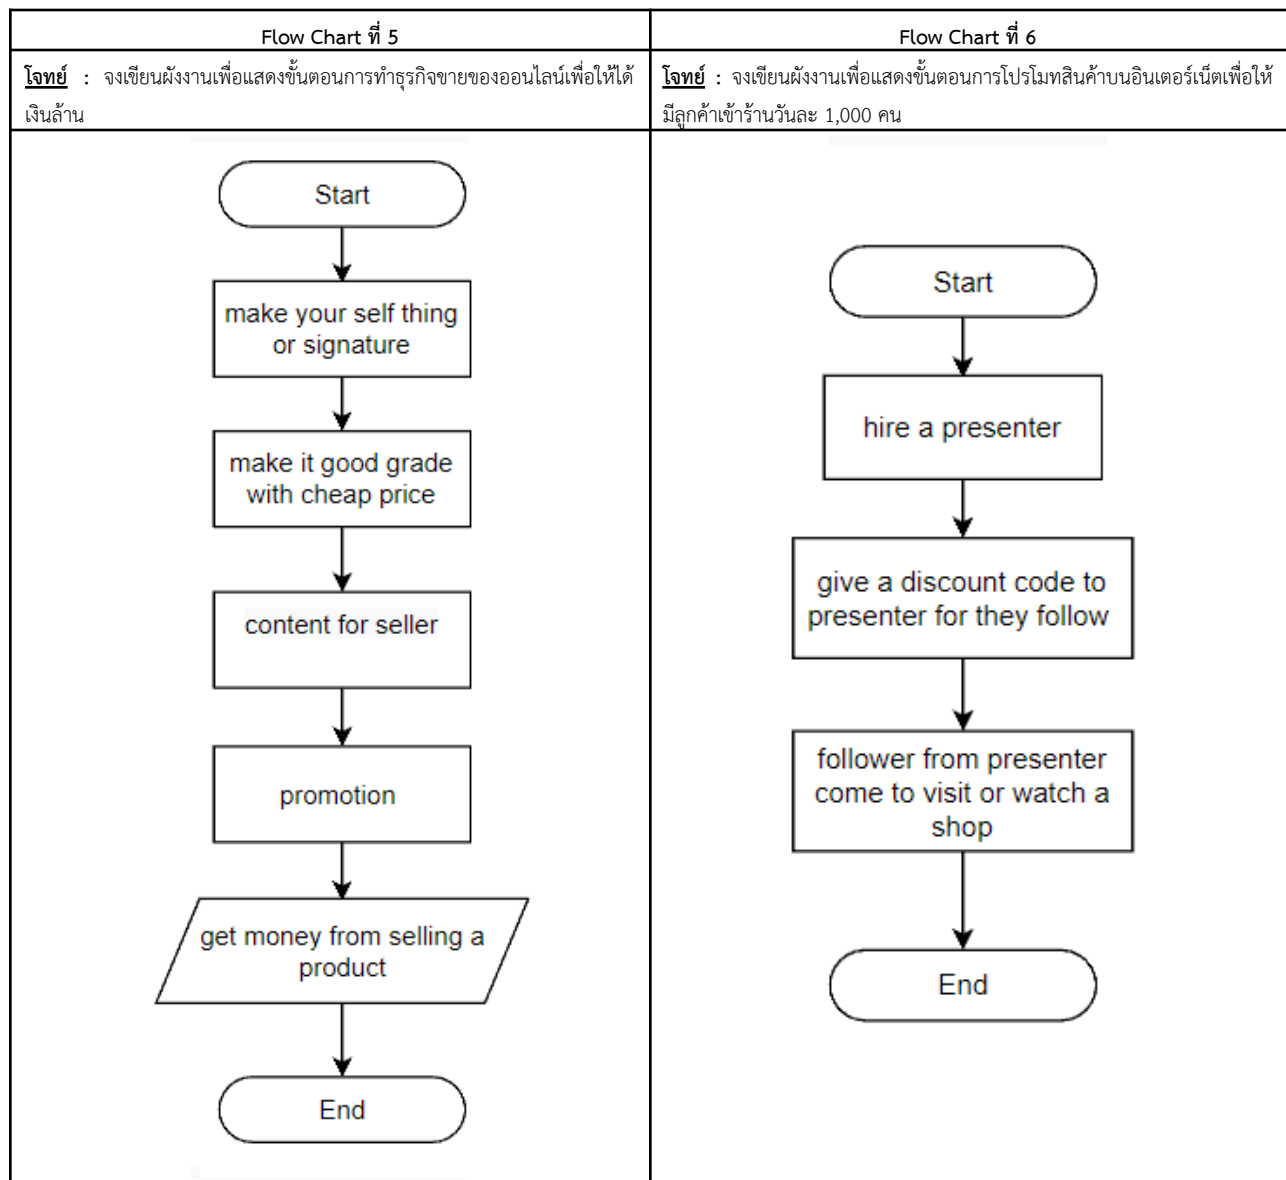 Flow Chart ที่ 5
โจทย์ : จงเขียนผังงานเพื่อแสดงขั้นตอนการทำธุรกิจขายของออนไลน์เพื่อให้ได้
เงินล้าน
Start
make your self thing
or signature
make it good grade
with cheap price
content for seller
promotion
get money from selling a
product
End
Flow Chart ที่ 6
โจทย์ : จงเขียนผังงานเพื่อแสดงขั้นตอนการโปรโมทสินค้าบนอินเตอร์เน็ตเพื่อให้
มีลูกค้าเข้าร้านวันละ 1,000 คน
Start
hire a presenter
give a discount code to
presenter for they follow
follower from presenter
come to visit or watch a
shop
End